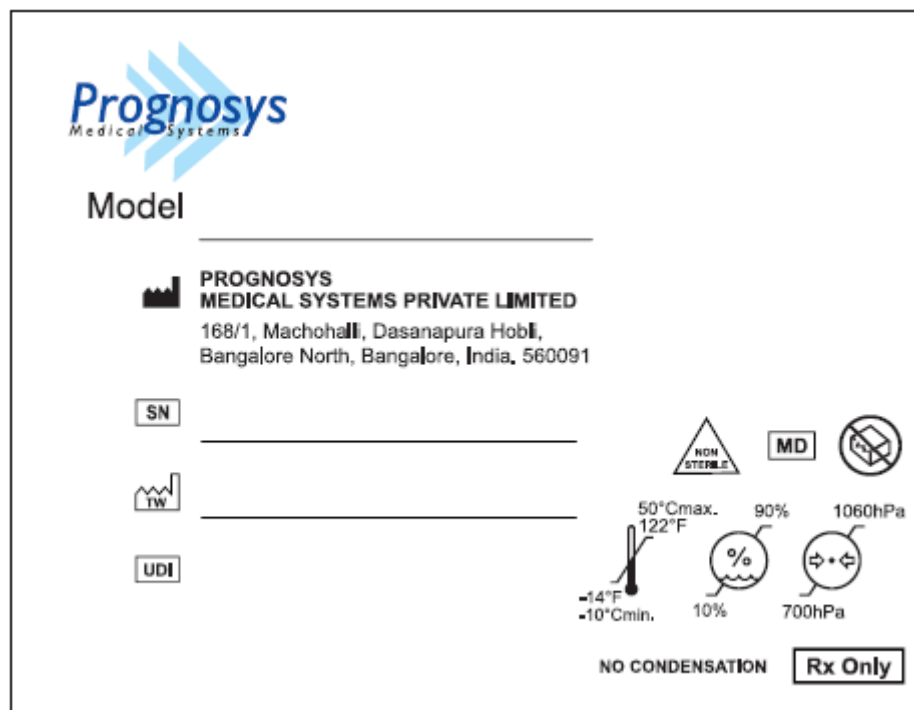 Prognosys
Medical Systems
Model
PROGNOSYS
MEDICAL SYSTEMS PRIVATE LIMITED
168/1, Machohalli, Dasanapura Hobli,
Bangalore North, Bangalore, India. 560091
SN
TW
UDI
NON
STERILE
MD
50°Cmax.
122°F
-14°F
-10°Cmin.
90%
%
10%
1060hPa
700hPa
NO CONDENSATION
Rx Only